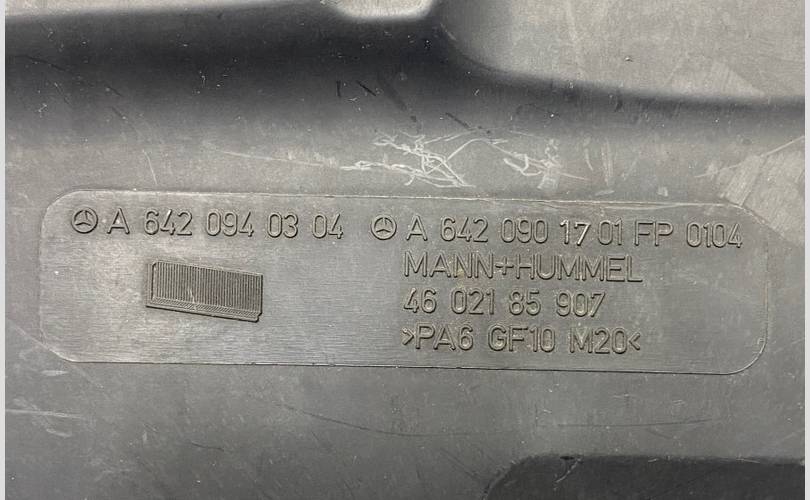 A 642 094 03 04
A 642 090 17 01 FP 0104
MANN+HUMMEL
46 021 85 907
>PA6 GF10 M20<